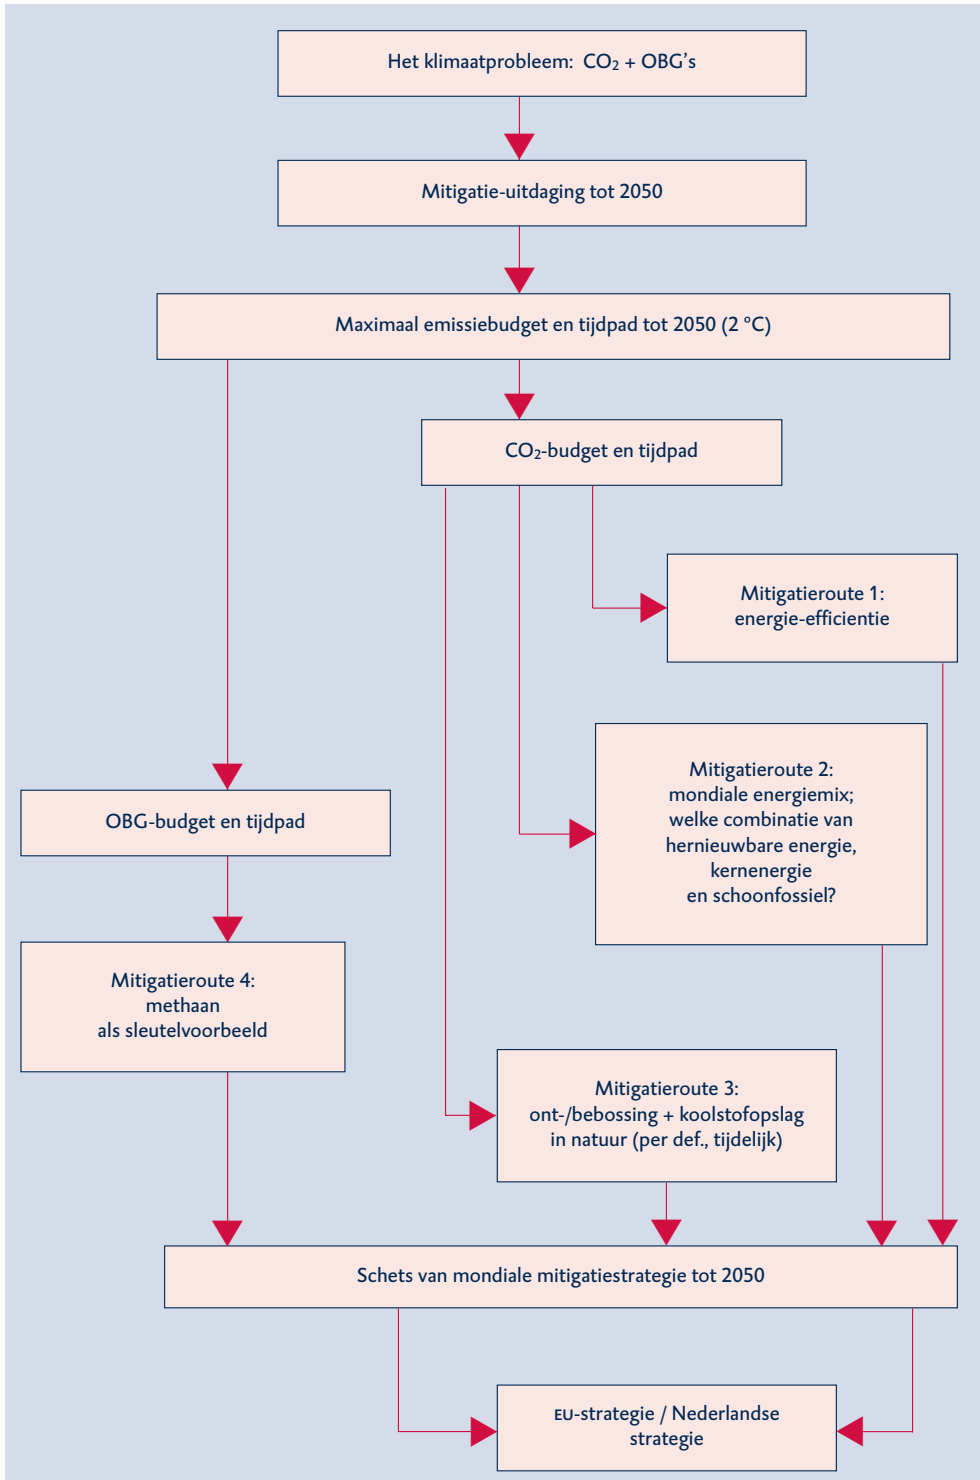 Het klimaatprobleem: CO₂ + OBG's
Mitigatie-uitdaging tot 2050
Maximaal emissiebudget en tijdpad tot 2050 (2 °C)
CO₂-budget en tijdpad
Mitigatieroute 1:
energie-efficientie
Mitigatieroute 2:
mondiale energiemix;
welke combinatie van
hernieuwbare energie,
kernenergie
en schoonfossiel?
OBG-budget en tijdpad
Mitigatieroute 4:
methaan
als sleutelvoorbeeld
Mitigatieroute 3:
ont-/bebossing + koolstofopslag
in natuur (per def., tijdelijk)
Schets van mondiale mitigatiestrategie tot 2050
EU-strategie / Nederlandse
strategie